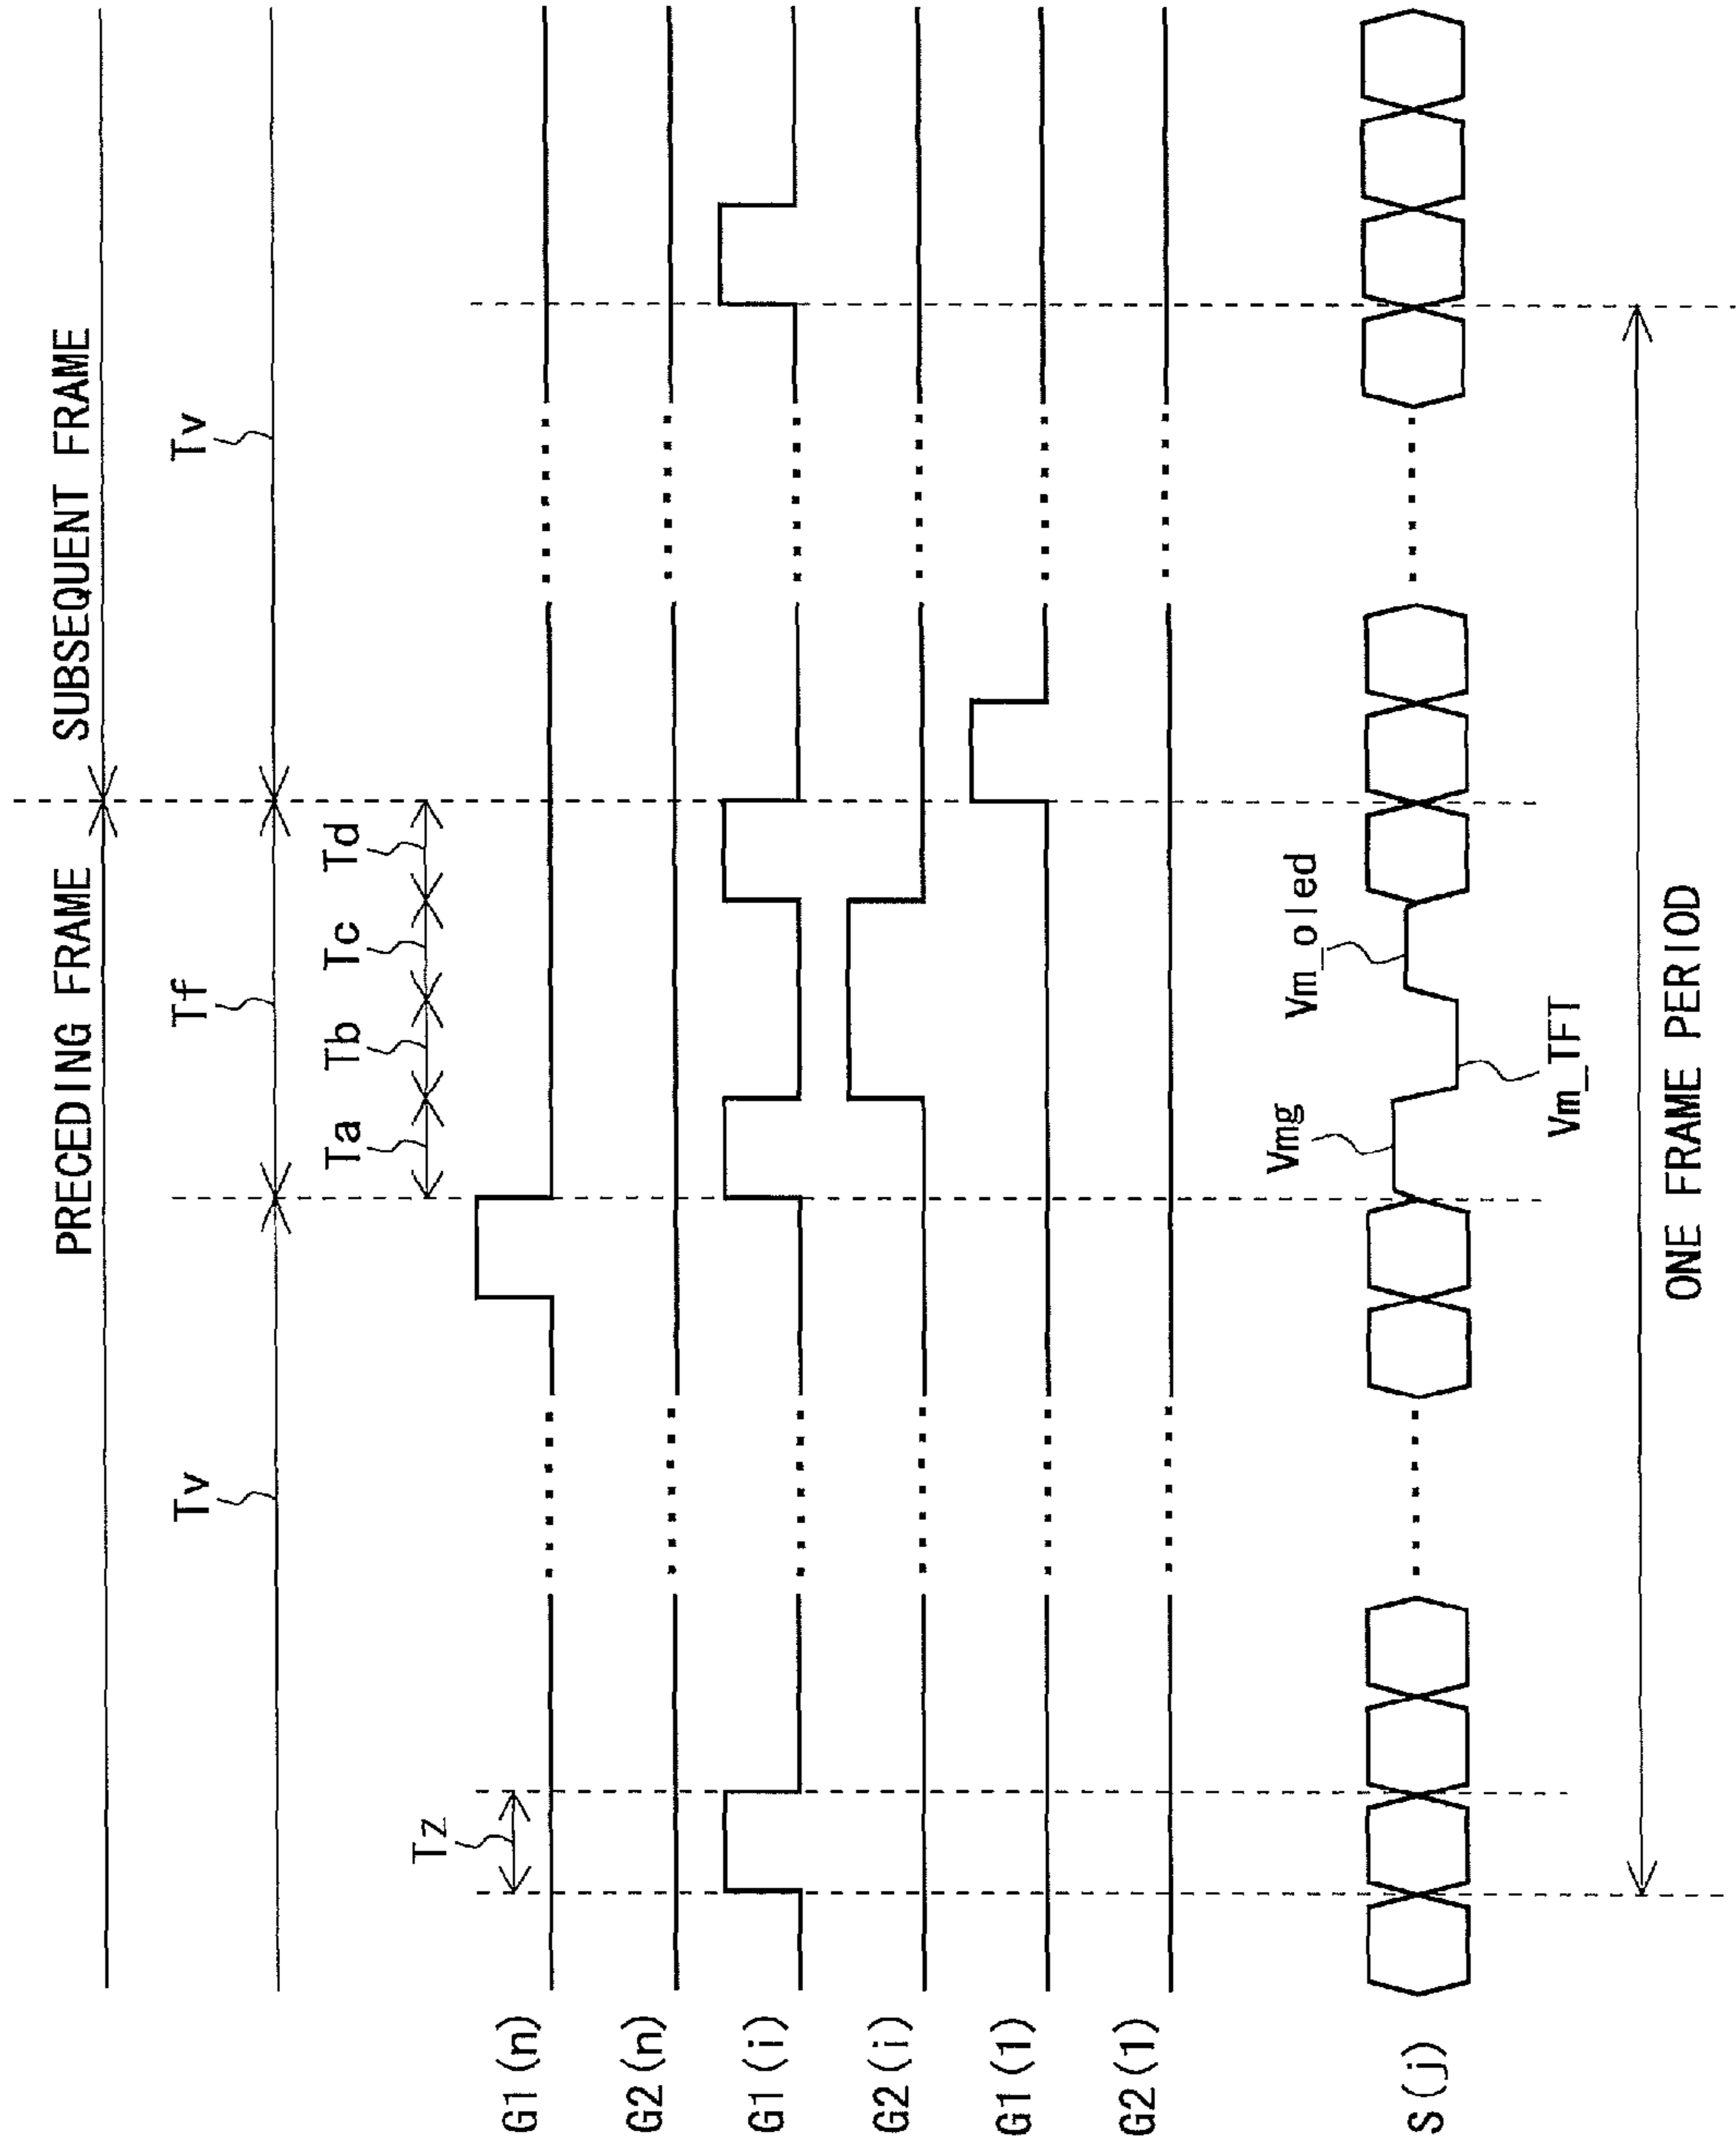 PRECEDING FRAME
SUBSEQUENT FRAME
Tv
Tf
Tv
Ta
Tb
Tc
Td
Tz
G1(n)
G2(n)
G1(i)
G2(i)
G1(1)
G2(1)
Vmg
Vm_oled
Vm_TFT
S(j)
ONE FRAME PERIOD